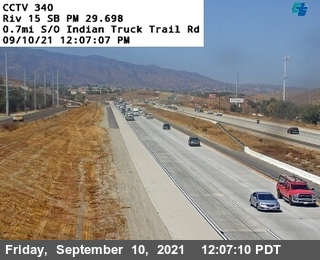 CCTV 340
Riv 15 SB PM 29.698
0.7mi S/O Indian Truck Trail Rd
09/10/21 12:07:07 PM
Friday, September 10, 2021 12:07:10 PDT